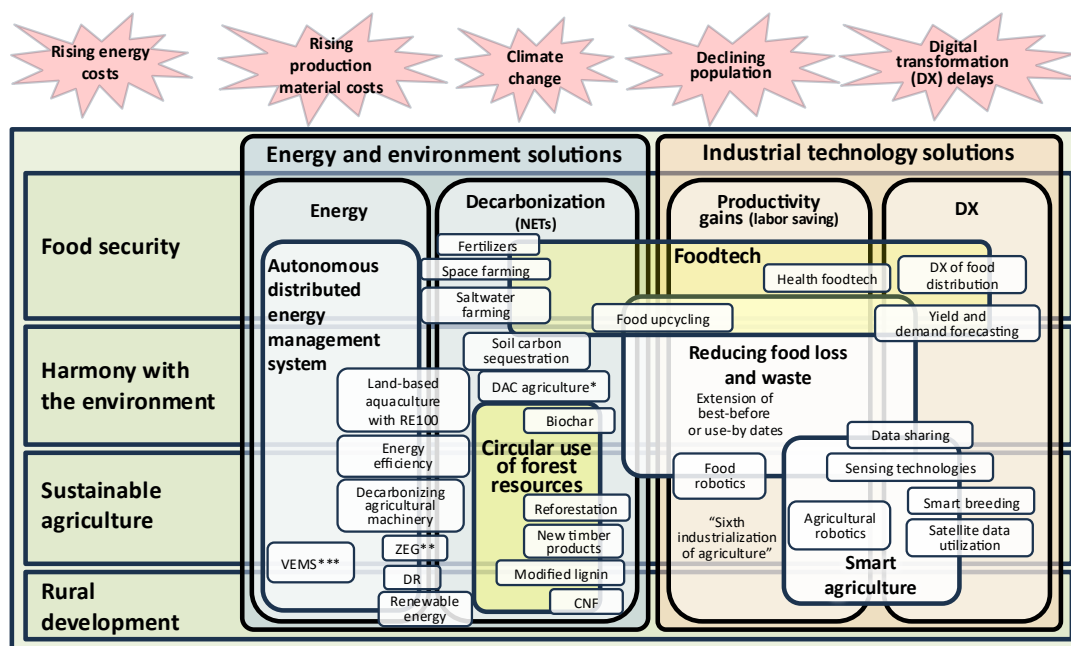 Rising energy
costs
Rising
production
material costs
Climate
change
Declining
population
Digital
transformation
(DX) delays
Energy and environment solutions
Industrial technology solutions
Energy
Decarbonization
(NETs)
Productivity
gains (labor saving)
DX
Food security
Harmony with
the environment
Sustainable
agriculture
Rural
development
Autonomous
distributed
energy
management
system
Fertilizers
Space farming
Saltwater
farming
Foodtech
Health foodtech
DX of food
distribution
Food upcycling
Yield and
demand forecasting
Soil carbon
sequestration
DAC agriculture*
Reducing food loss
and waste
Extension of
best-before
or use-by dates
Land-based
aquaculture
with RE100
Biochar
Circular use
of forest
resources
Energy
efficiency
Data sharing
Decarbonizing
agricultural
machinery
Food
robotics
Sensing technologies
Reforestation
New timber
products
Smart breeding
Agricultural
robotics
Satellite data
utilization
"Sixth
industrialization
of agriculture"
VEMS***
ZEG**
DR
Renewable
energy
Modified lignin
CNF
Smart
agriculture